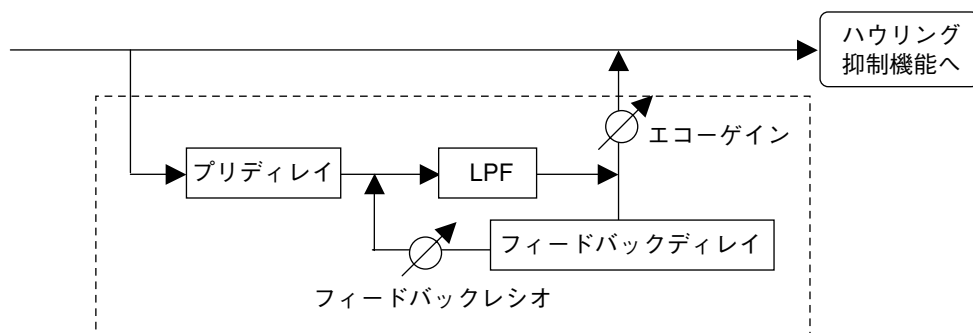 ハウリング
抑制機能へ
エコーゲイン
プリディレイ
LPF
フィードバックディレイ
フィードバックレシオ